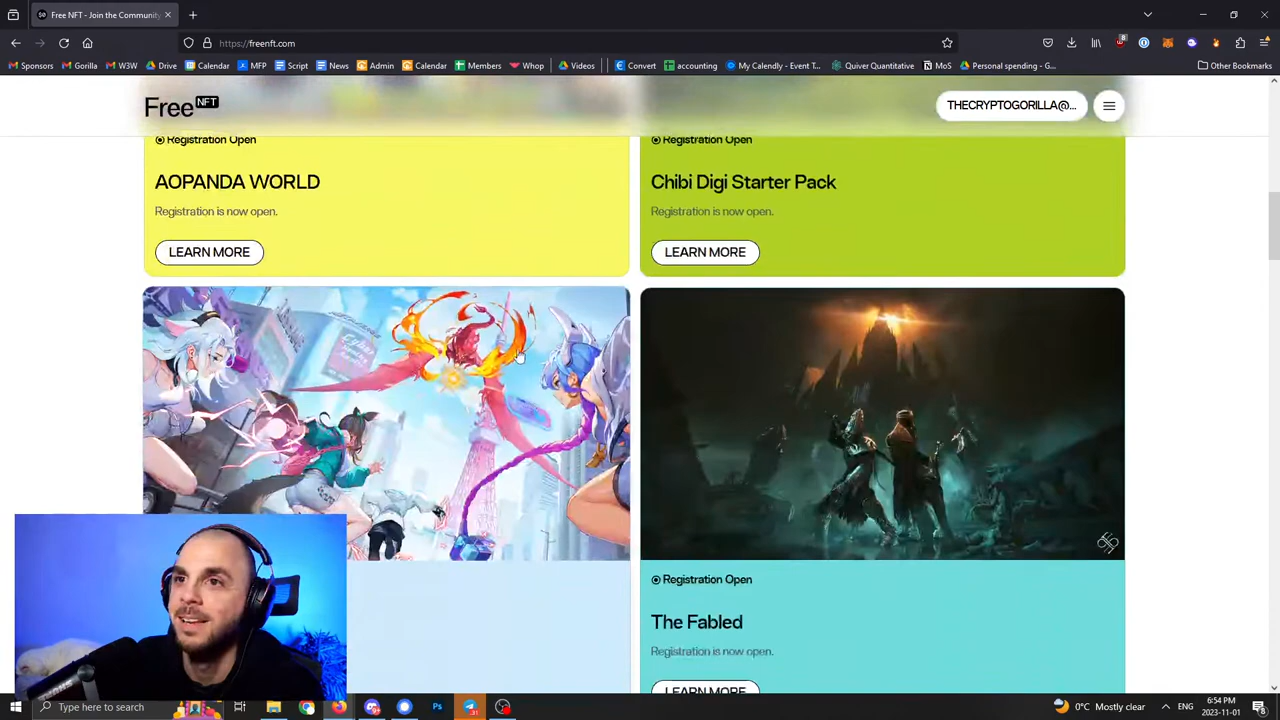 Free NFT - Join the Community
https://freenft.com
8
Sponsors Gorilla W3W Drive Calendar MFP Script News Admin Calendar Members Whop Videos Convert accounting My Calendly - Event T... Quiver Quantitative MoS Personal spending - G... Other Bookmarks
Free NFT
THECRYPTOGORILLA@...
Registration Open
AOPANDA WORLD
Registration is now open.
LEARN MORE
Registration Open
Chibi Digi Starter Pack
Registration is now open.
LEARN MORE
Registration Open
The Fabled
Registration is now open.
LEARN MORE
Type here to search
Ps
31
0°C Mostly clear
ENG
6:54 PM
2023-11-01
8